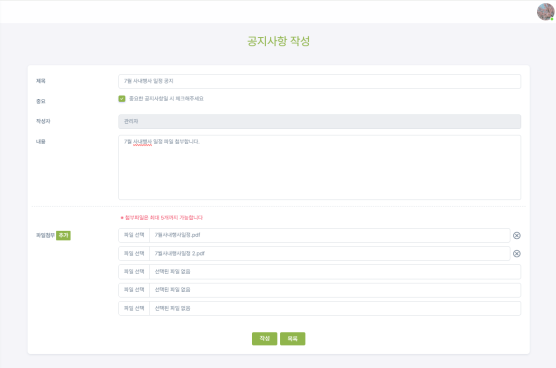 공지사항 작성
제목
7월 사내행사 일정 공지
중요
중요한 공지사항일 시 체크해주세요
작성자
관리자
내용
7월 사내행사 일정 파일 첨부합니다.
* 첨부파일은 최대 5개까지 가능합니다
파일첨부 추가
파일 선택 7월사내행사일정.pdf
파일 선택 7월사내행사일정 2.pdf
파일 선택 선택된 파일 없음
파일 선택 선택된 파일 없음
파일 선택 선택된 파일 없음
작성 목록